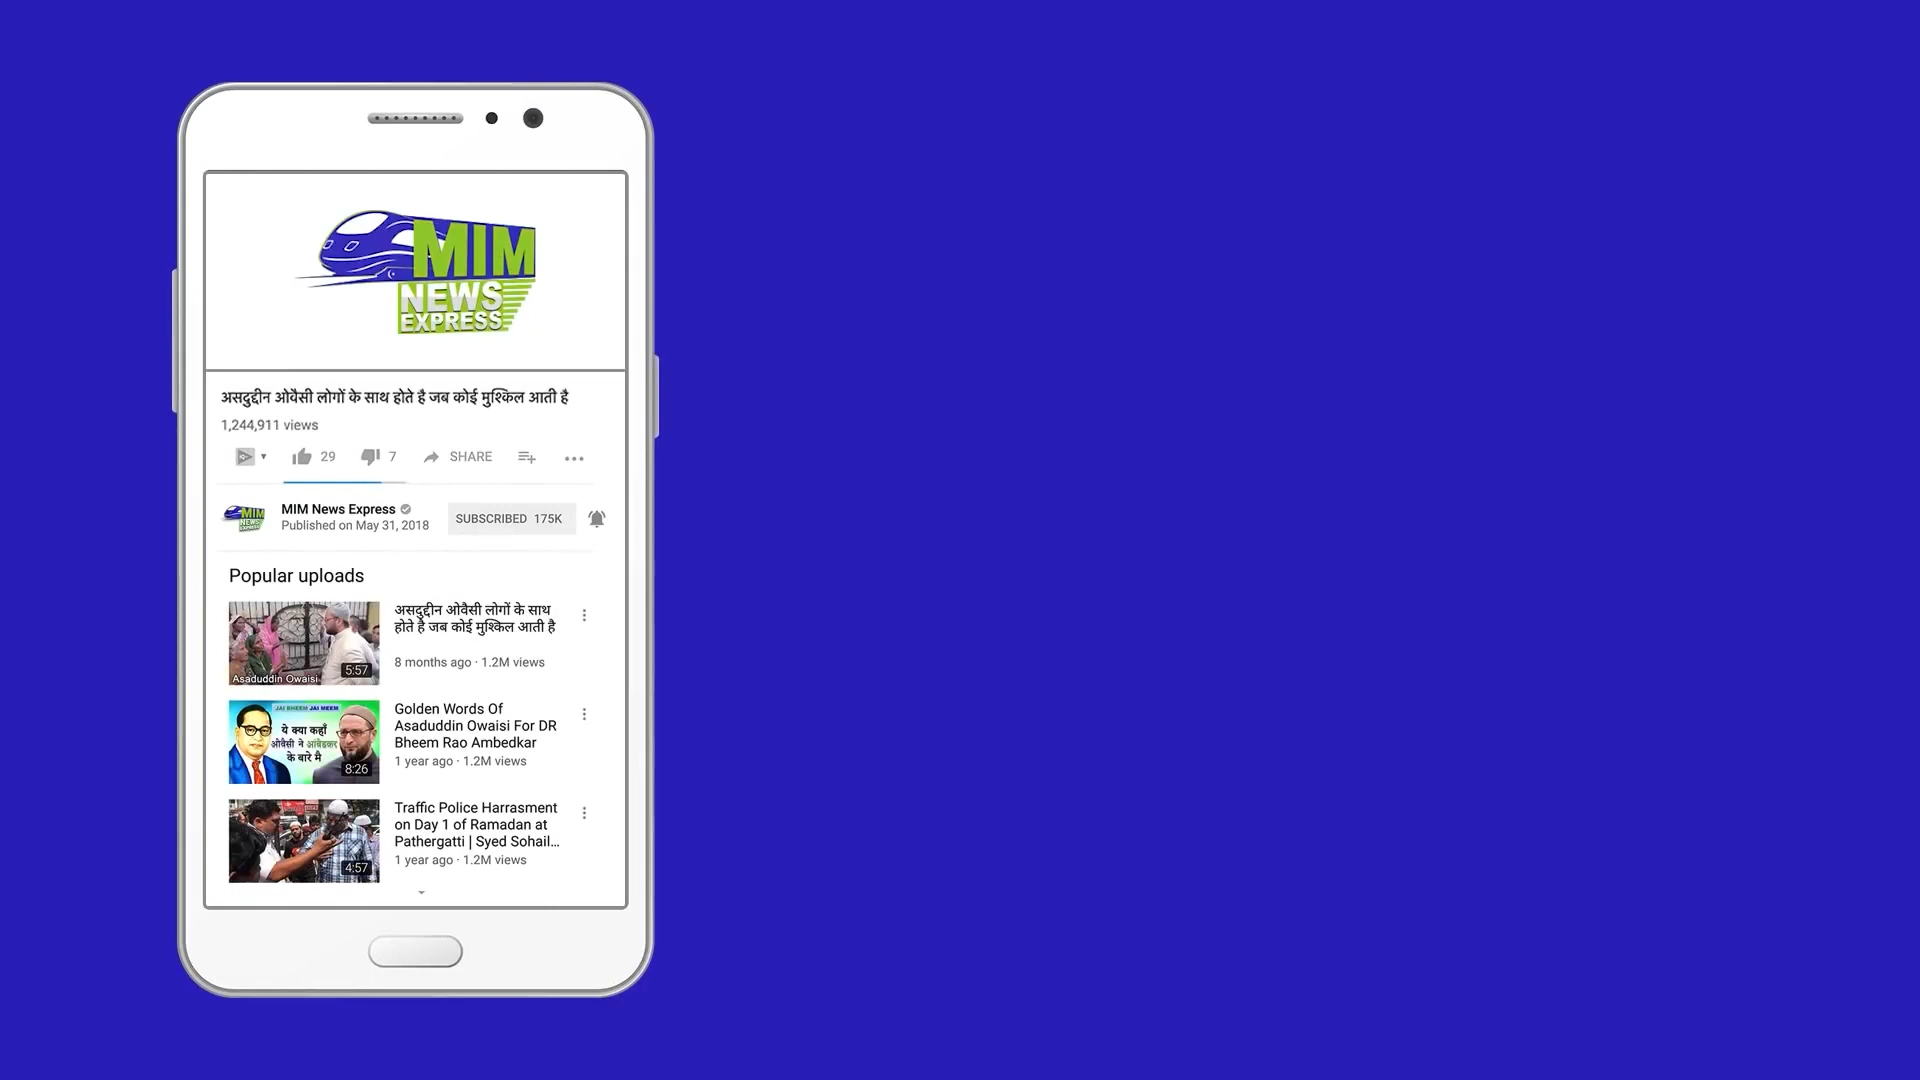 MIM
NEWS
EXPRESS
असदुद्दीन ओवैसी लोगों के साथ होते है जब कोई मुश्किल आती है
1,244,911 views
29 7 SHARE
MIM News Express
Published on May 31, 2018
SUBSCRIBED 175K
MIM
NEWS
EXPRESS
Popular uploads
असदुद्दीन ओवैसी लोगों के साथ
होते है जब कोई मुश्किल आती है
8 months ago · 1.2M views
5:57
Asaduddin Owaisi
JAI BHEEM JAI MEEM
ये क्या कहाँ
ओवैसी ने आंबेडकर
के बारे मै
8:26
Golden Words Of
Asaduddin Owaisi For DR
Bheem Rao Ambedkar
1 year ago · 1.2M views
4:57
Traffic Police Harrasment
on Day 1 of Ramadan at
Pathergatti | Syed Sohail...
1 year ago · 1.2M views